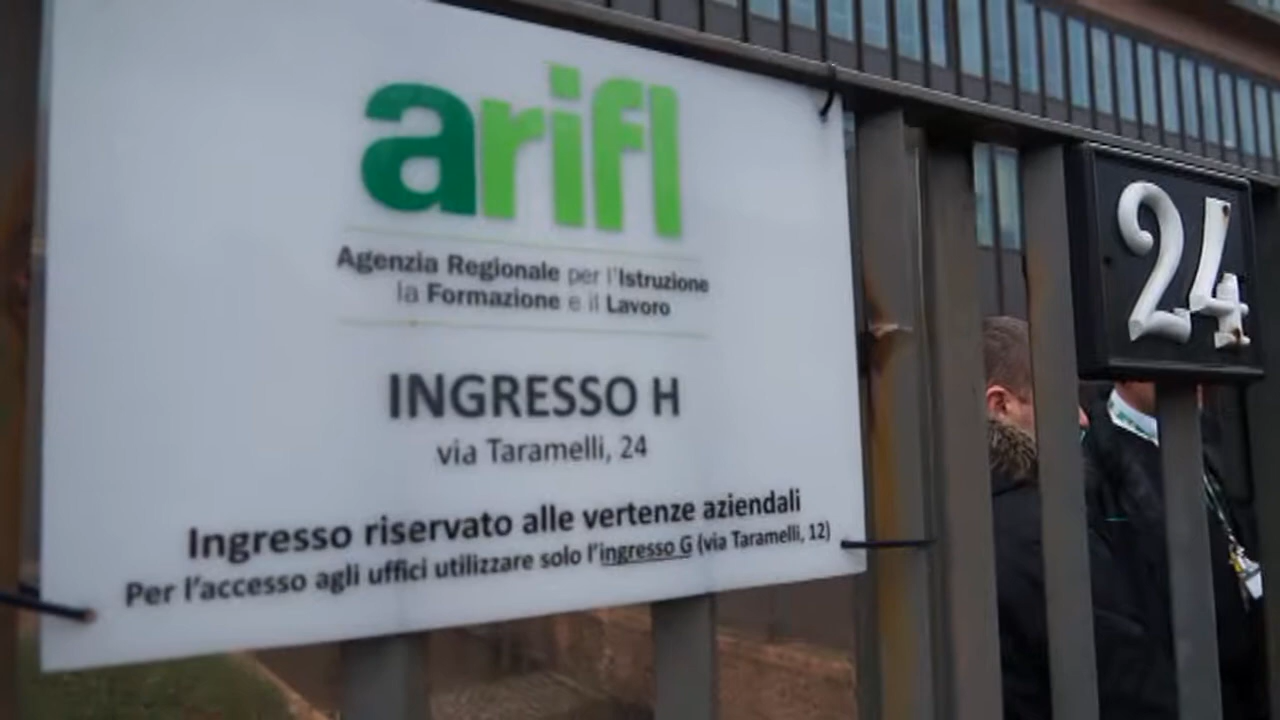 arifl
Agenzia Regionale per l'Istruzione
la Formazione e il Lavoro
INGRESSO H
via Taramelli, 24
Ingresso riservato alle vertenze aziendali
Per l'accesso agli uffici utilizzare solo l'ingresso G (via Taramelli, 12)
24